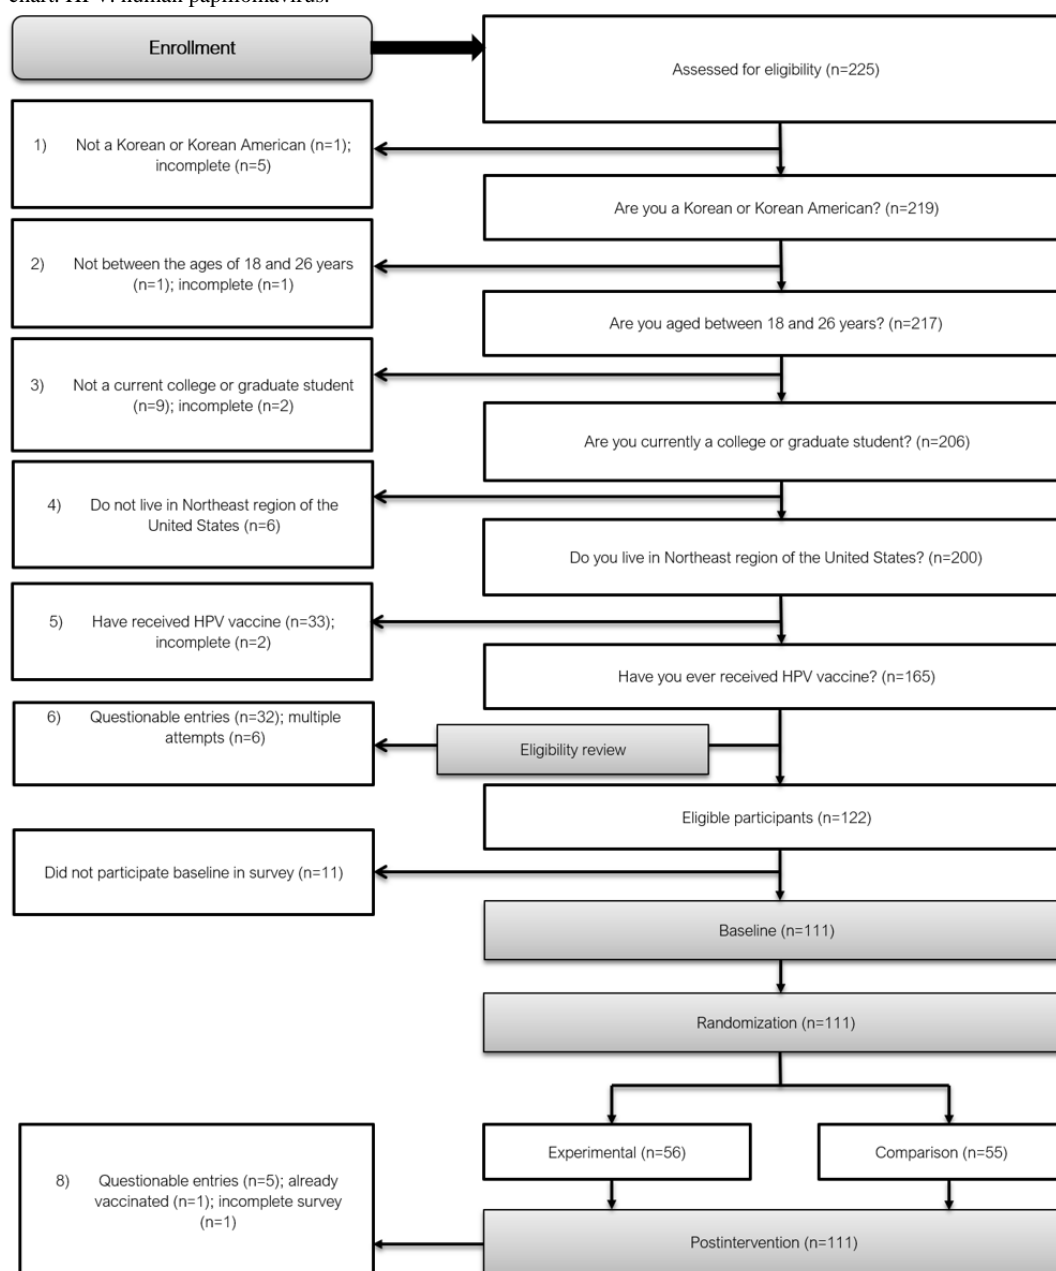 chart. HPV: human papillomavirus.
Enrollment
Assessed for eligibility (n=225)
1) Not a Korean or Korean American (n=1);
incomplete (n=5)
Are you a Korean or Korean American? (n=219)
2) Not between the ages of 18 and 26 years
(n=1); incomplete (n=1)
Are you aged between 18 and 26 years? (n=217)
3) Not a current college or graduate student
(n=9); incomplete (n=2)
Are you currently a college or graduate student? (n=206)
4) Do not live in Northeast region of the
United States (n=6)
Do you live in Northeast region of the United States? (n=200)
5) Have received HPV vaccine (n=33);
incomplete (n=2)
Have you ever received HPV vaccine? (n=165)
6) Questionable entries (n=32); multiple
attempts (n=6)
Eligibility review
Eligible participants (n=122)
Did not participate baseline in survey (n=11)
Baseline (n=111)
Randomization (n=111)
Experimental (n=56)
Comparison (n=55)
8) Questionable entries (n=5); already
vaccinated (n=1); incomplete survey
(n=1)
Postintervention (n=111)